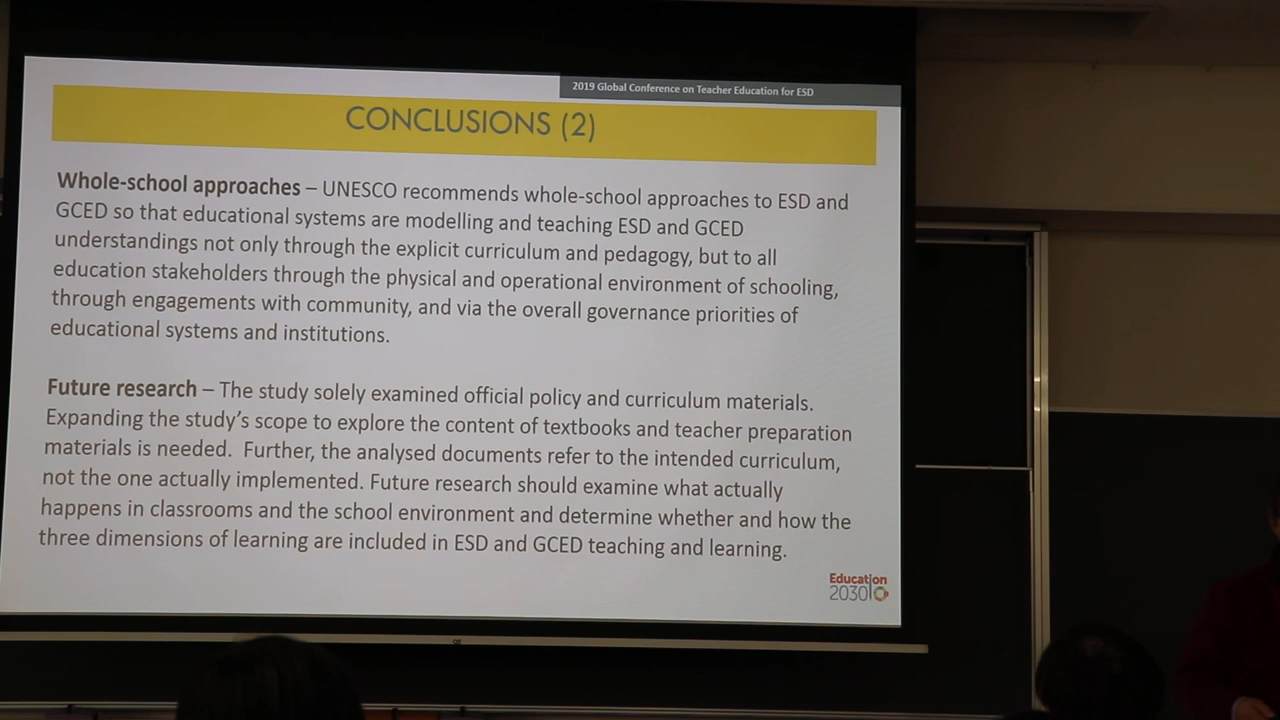 2019 Global Conference on Teacher Education for ESD
CONCLUSIONS (2)
Whole-school approaches – UNESCO recommends whole-school approaches to ESD and
GCED so that educational systems are modelling and teaching ESD and GCED
understandings not only through the explicit curriculum and pedagogy, but to all
education stakeholders through the physical and operational environment of schooling,
through engagements with community, and via the overall governance priorities of
educational systems and institutions.
Future research – The study solely examined official policy and curriculum materials.
Expanding the study's scope to explore the content of textbooks and teacher preparation
materials is needed.  Further, the analysed documents refer to the intended curriculum,
not the one actually implemented. Future research should examine what actually
happens in classrooms and the school environment and determine whether and how the
three dimensions of learning are included in ESD and GCED teaching and learning.
Education
2030